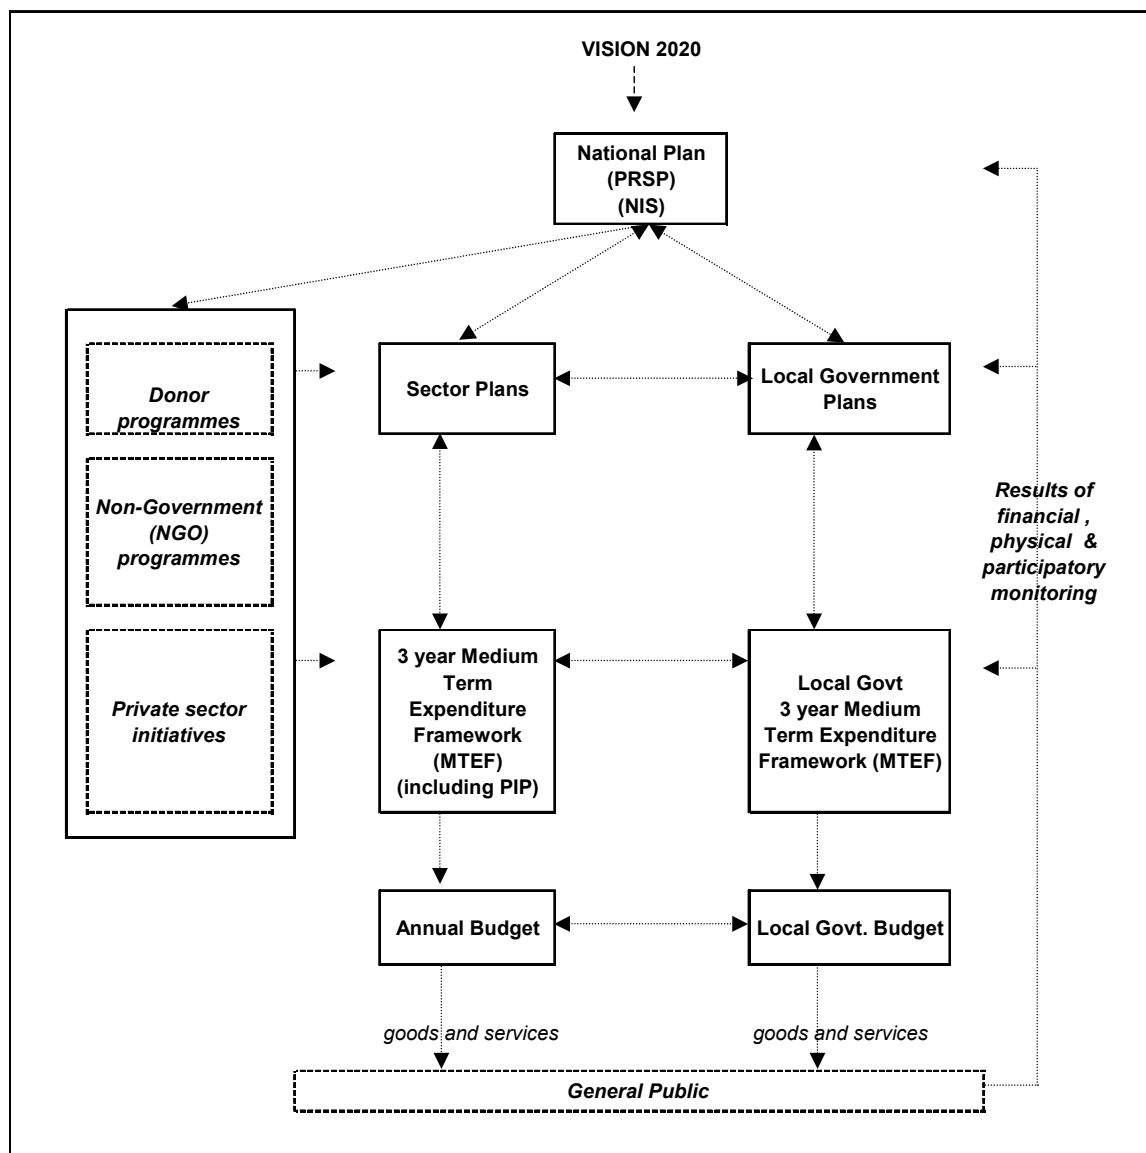 VISION 2020
National Plan
(PRSP)
(NIS)
Donor
programmes
Sector Plans
Local Government
Plans
Non-Government
(NGO)
programmes
Results of
financial ,
physical &
participatory
monitoring
Private sector
initiatives
3 year Medium
Term
Expenditure
Framework
(MTEF)
(including PIP)
Local Govt
3 year Medium
Term Expenditure
Framework (MTEF)
Annual Budget
Local Govt. Budget
goods and services
goods and services
General Public